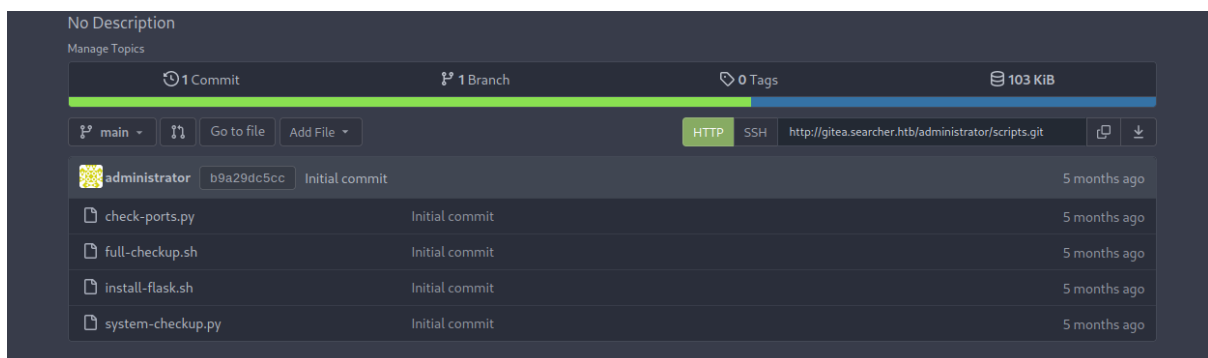 No Description
Manage Topics
1 Commit 1 Branch 0 Tags 103 KiB
main Go to file Add File HTTP SSH http://gitea.searcher.htb/administrator/scripts.git
administrator b9a29dc5cc Initial commit 5 months ago
check-ports.py Initial commit 5 months ago
full-checkup.sh Initial commit 5 months ago
install-flask.sh Initial commit 5 months ago
system-checkup.py Initial commit 5 months ago